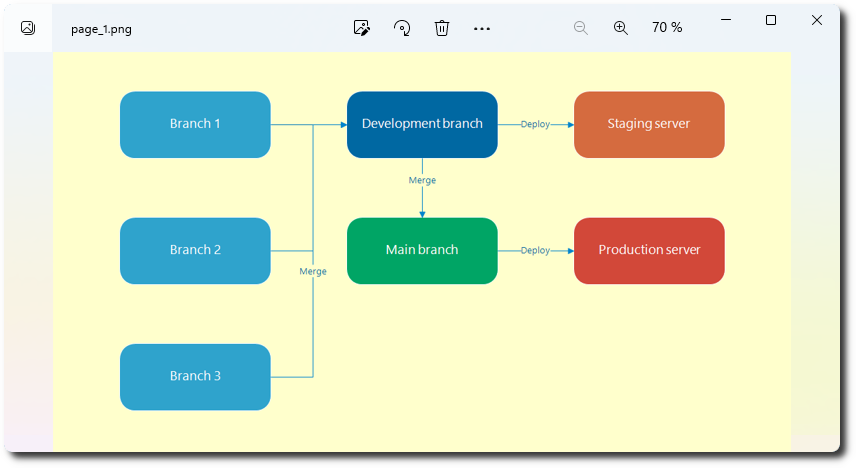 page_1.png
70 %
Branch 1
Development branch
Deploy
Staging server
Merge
Branch 2
Main branch
Deploy
Production server
Merge
Branch 3